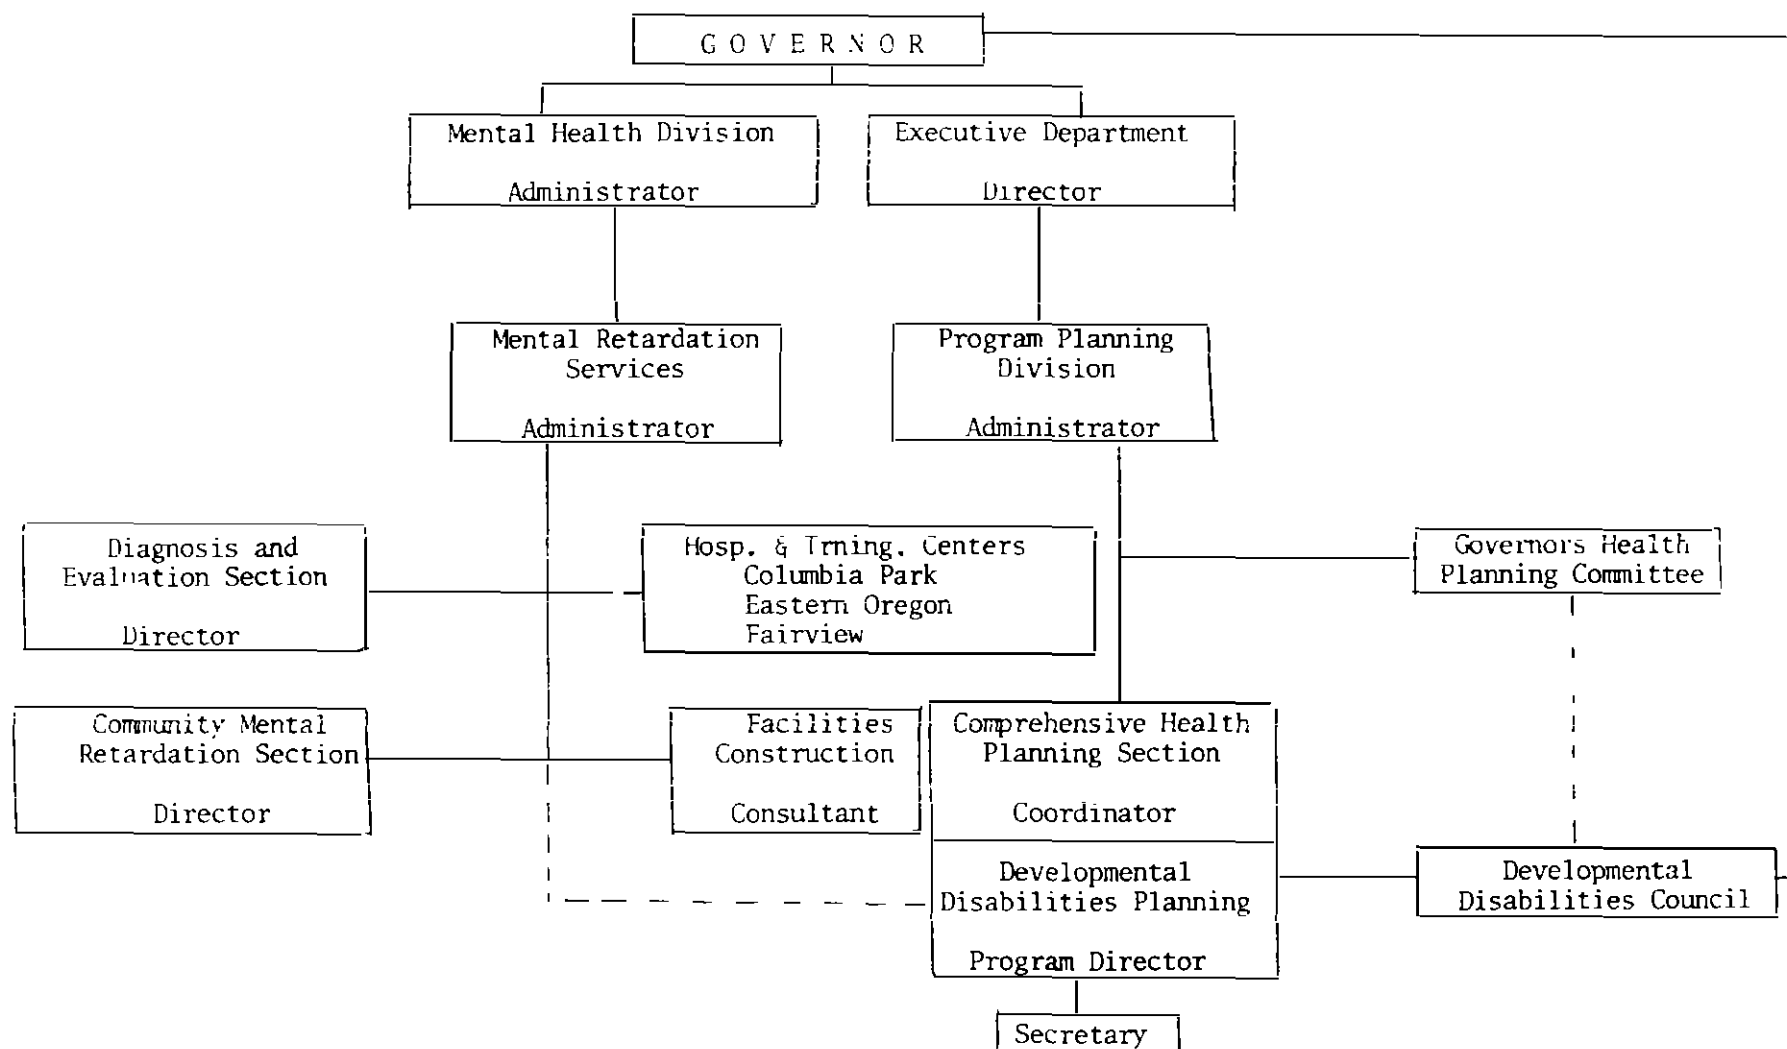 G O V E R N O R
Mental Health Division
Administrator
Executive Department
Director
Mental Retardation
Services
Administrator
Program Planning
Division
Administrator
Diagnosis and
Evaluation Section
Director
Hosp. & Trning. Centers
Columbia Park
Eastern Oregon
Fairview
Governors Health
Planning Committee
Community Mental
Retardation Section
Director
Facilities
Construction
Consultant
Comprehensive Health
Planning Section
Coordinator
Developmental
Disabilities Planning
Program Director
Developmental
Disabilities Council
Secretary